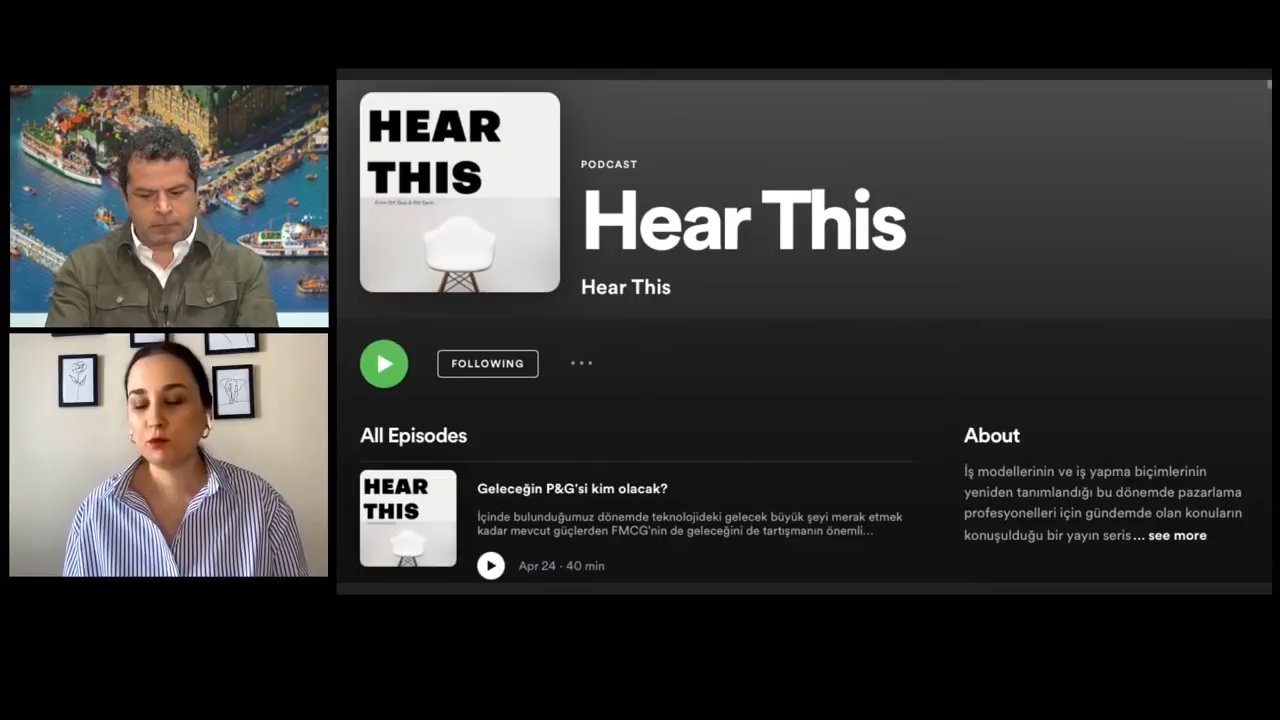 HEAR
THIS
PODCAST
Hear This
Hear This
FOLLOWING
All Episodes
HEAR
THIS
Geleceğin P&G'si kim olacak?
İçinde bulunduğumuz dönemde teknolojideki gelecek büyük şeyi merak etmek
kadar mevcut güçlerden FMCG'nin de geleceğini de tartışmanın önemli...
Apr 24 · 40 min
About
İş modellerinin ve iş yapma biçimlerinin
yeniden tanımlandığı bu dönemde pazarlama
profesyonelleri için gündemde olan konuların
konuşulduğu bir yayın seris... see more